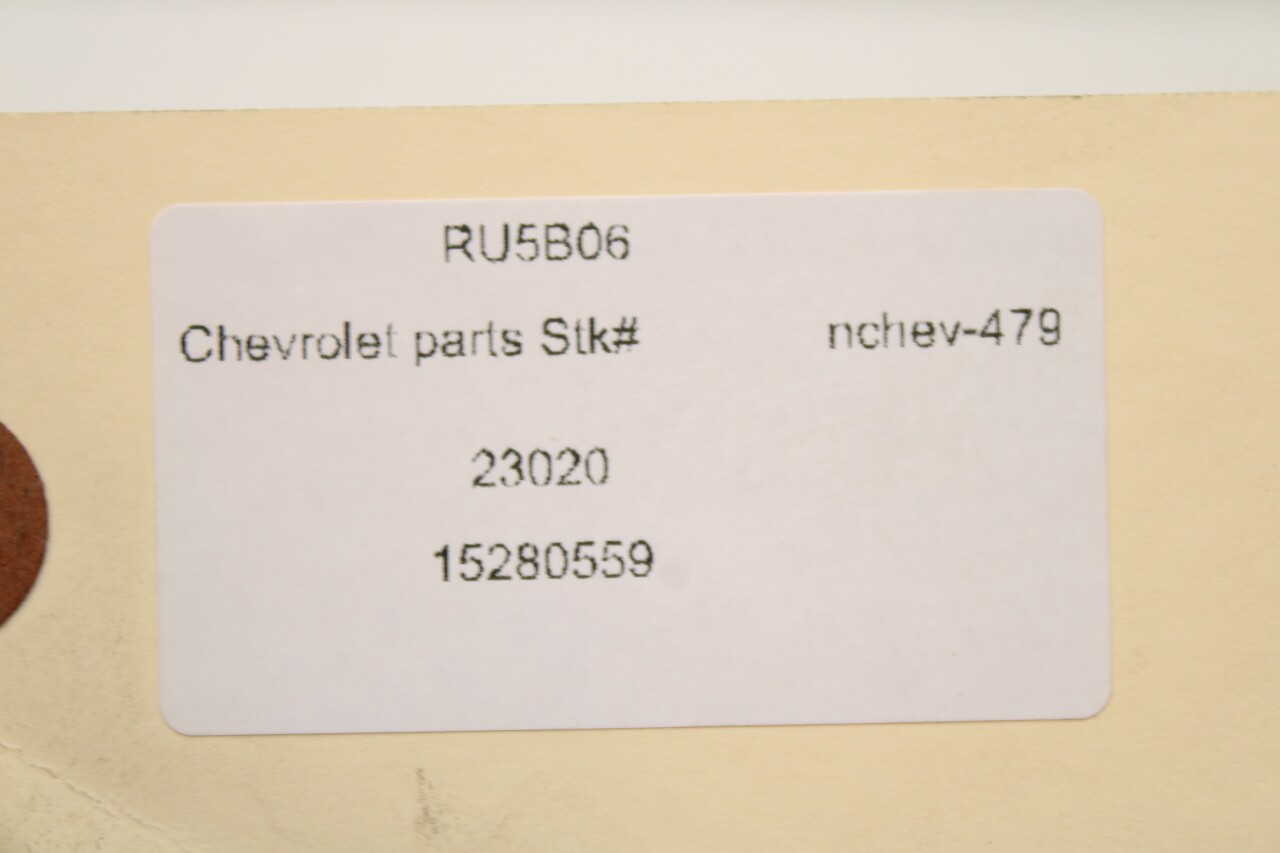 RU5B06
Chevrolet parts Stk# nchev-479
23020
15280559